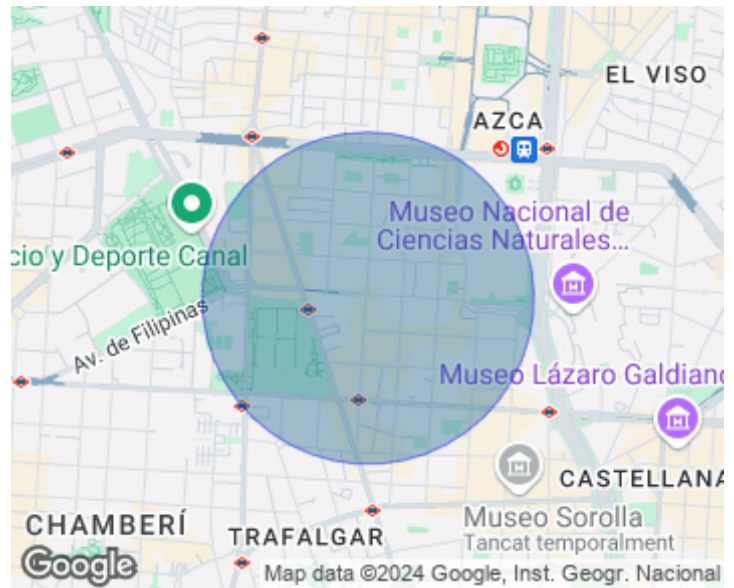 EL VISO
AZCA
Museo Nacional de
Ciencias Naturales...
cio y Deporte Canal
Av. de Filipinas
Museo Lázaro Galdiano
CASTELLANA
CHAMBERÍ
TRAFALGAR
Museo Sorolla
Tancat temporalment
Google
Map data ©2024 Google, Inst. Geogr. Nacional